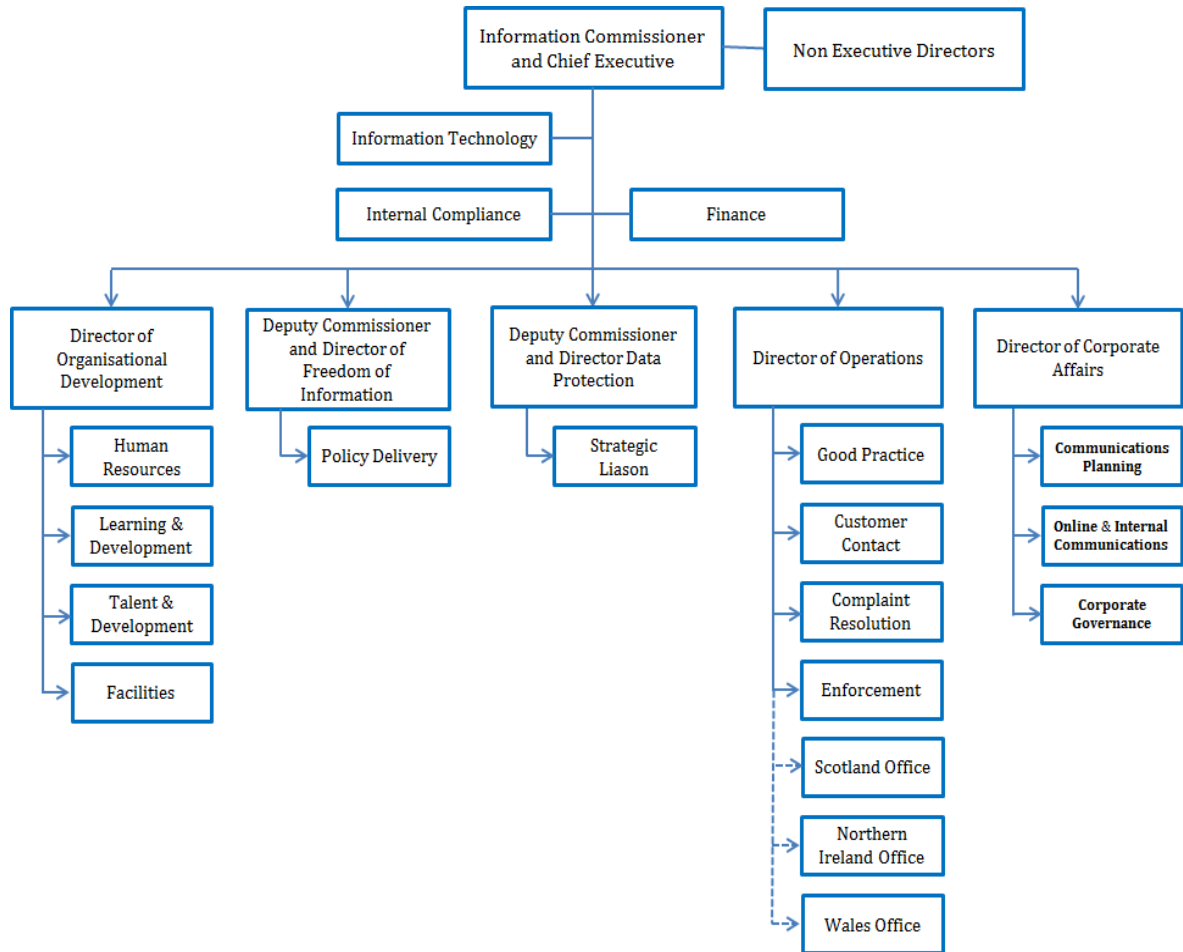 Information Commissioner
and Chief Executive
Non Executive Directors
Information Technology
Internal Compliance
Finance
Director of
Organisational
Development
Deputy Commissioner
and Director of
Freedom of
Information
Deputy Commissioner
and Director Data
Protection
Director of Operations
Director of Corporate
Affairs
Human
Resources
Learning &
Development
Talent &
Development
Facilities
Policy Delivery
Strategic
Liason
Good Practice
Customer
Contact
Complaint
Resolution
Enforcement
Scotland Office
Northern
Ireland Office
Wales Office
Communications
Planning
Online & Internal
Communications
Corporate
Governance